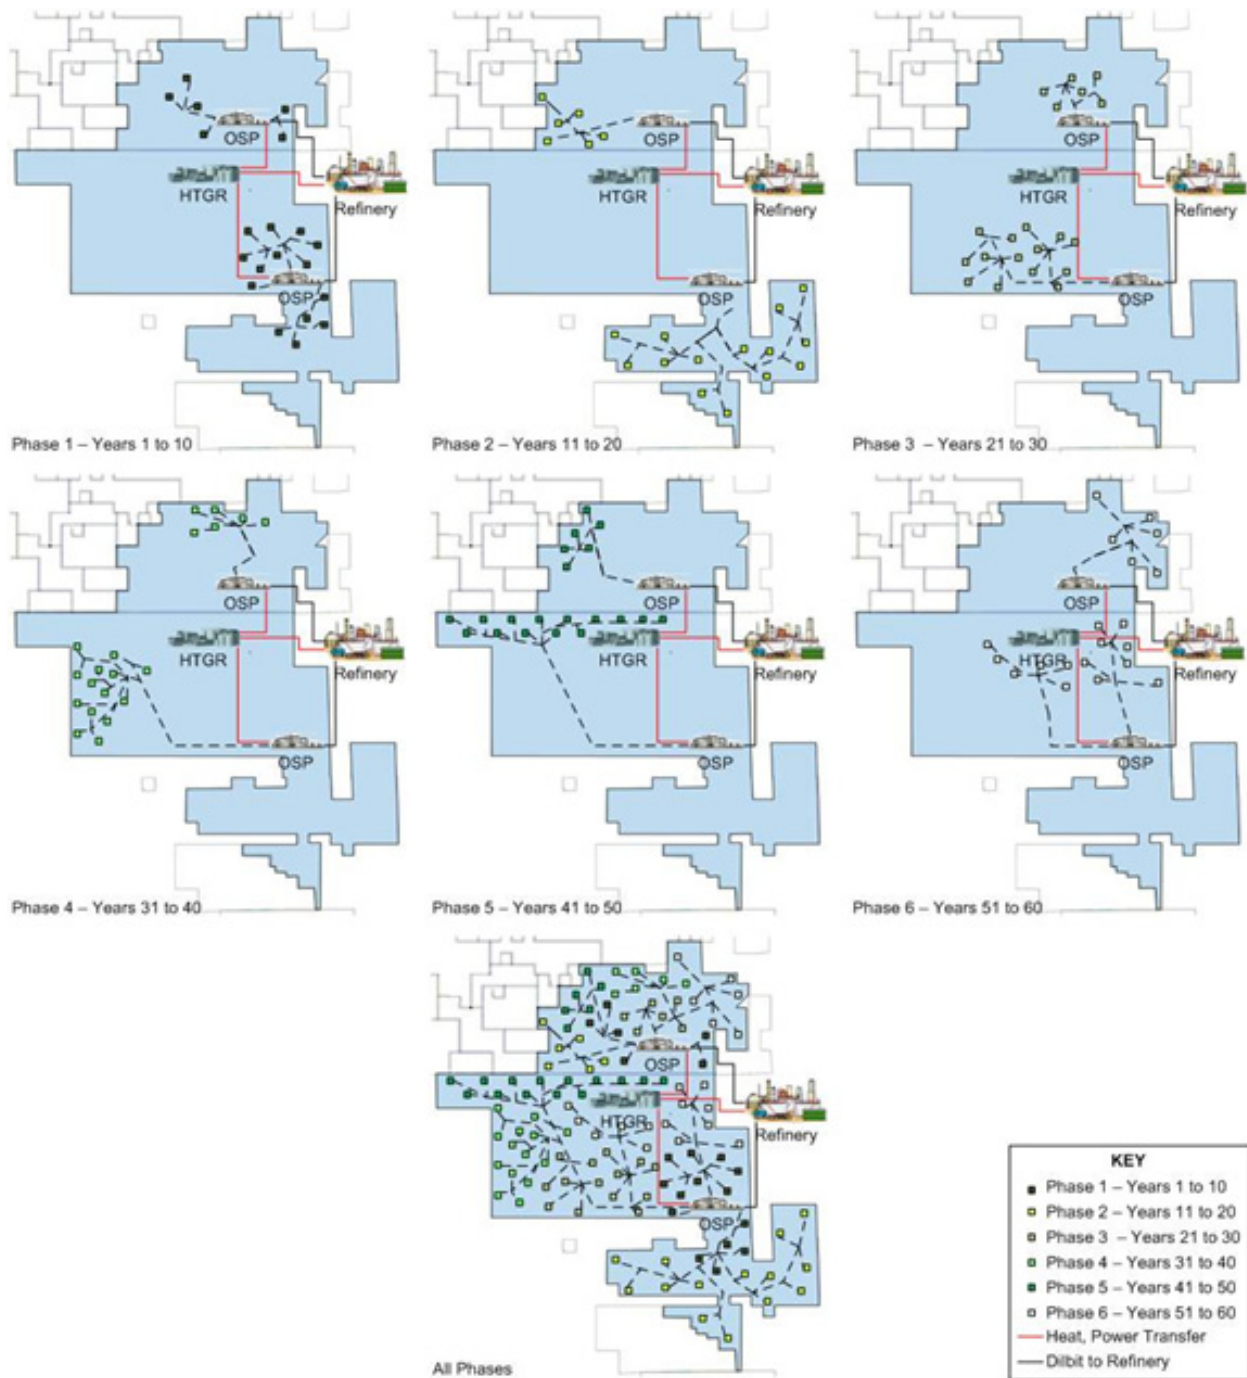 OSP
HTGR
Refinery
OSP
Phase 1 – Years 1 to 10
OSP
HTGR
Refinery
OSP
Phase 2 – Years 11 to 20
OSP
HTGR
Refinery
OSP
Phase 3 – Years 21 to 30
OSP
HTGR
Refinery
OSP
Phase 4 – Years 31 to 40
OSP
HTGR
Refinery
OSP
Phase 5 – Years 41 to 50
OSP
HTGR
Refinery
OSP
Phase 6 – Years 51 to 60
OSP
HTGR
Refinery
OSP
All Phases
KEY
Phase 1 – Years 1 to 10
Phase 2 – Years 11 to 20
Phase 3 – Years 21 to 30
Phase 4 – Years 31 to 40
Phase 5 – Years 41 to 50
Phase 6 – Years 51 to 60
Heat, Power Transfer
Dilbit to Refinery